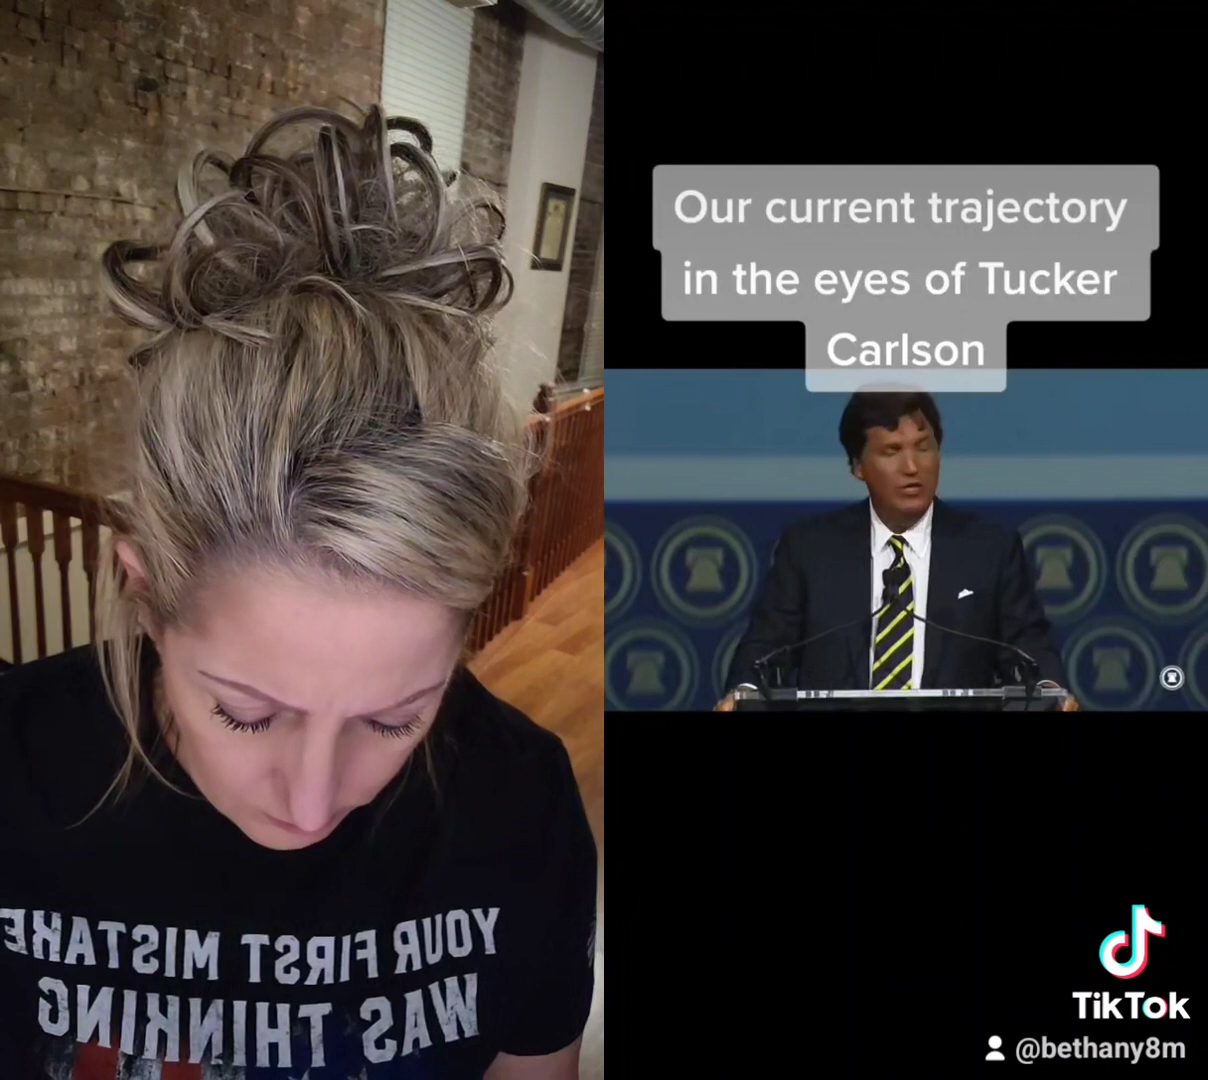 YOUR FIRST MISTAKE
WAS THINKING
Our current trajectory
in the eyes of Tucker
Carlson
TikTok
@bethany8m